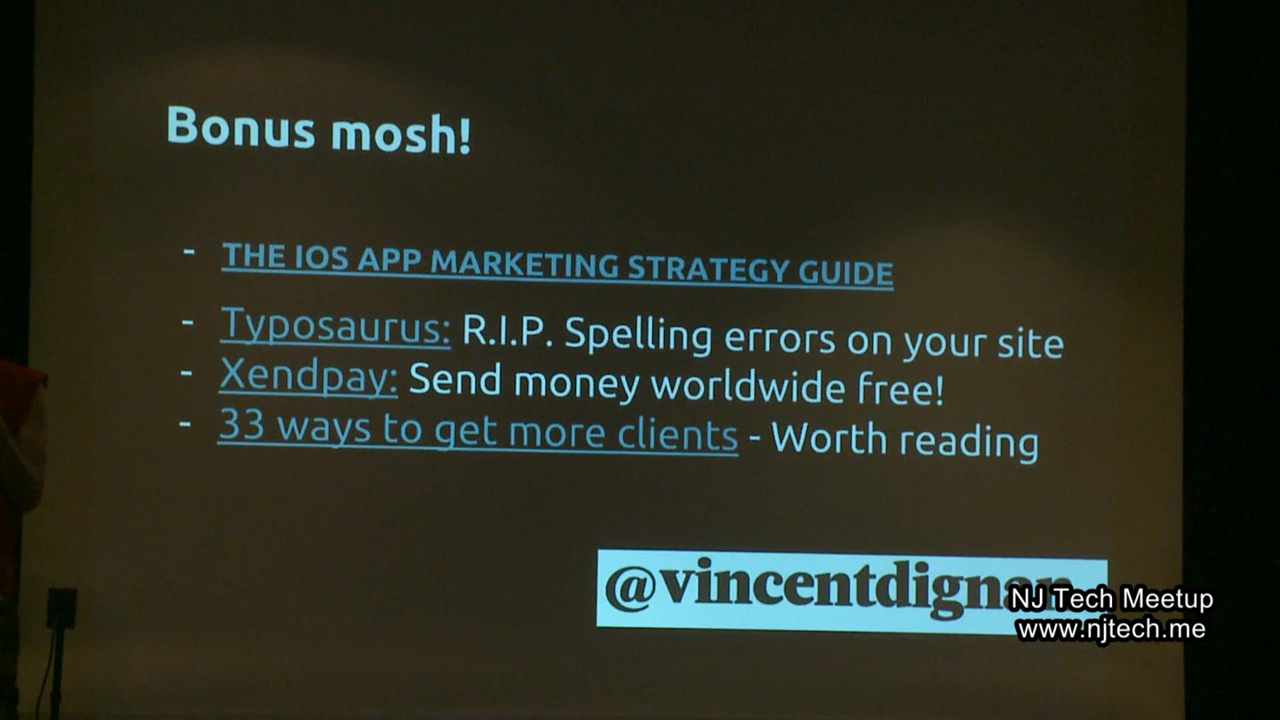 Bonus mosh!
- THE IOS APP MARKETING STRATEGY GUIDE
- Typosaurus: R.I.P. Spelling errors on your site
- Xendpay: Send money worldwide free!
- 33 ways to get more clients - Worth reading
@vincentdignan
NJ Tech Meetup
www.njtech.me